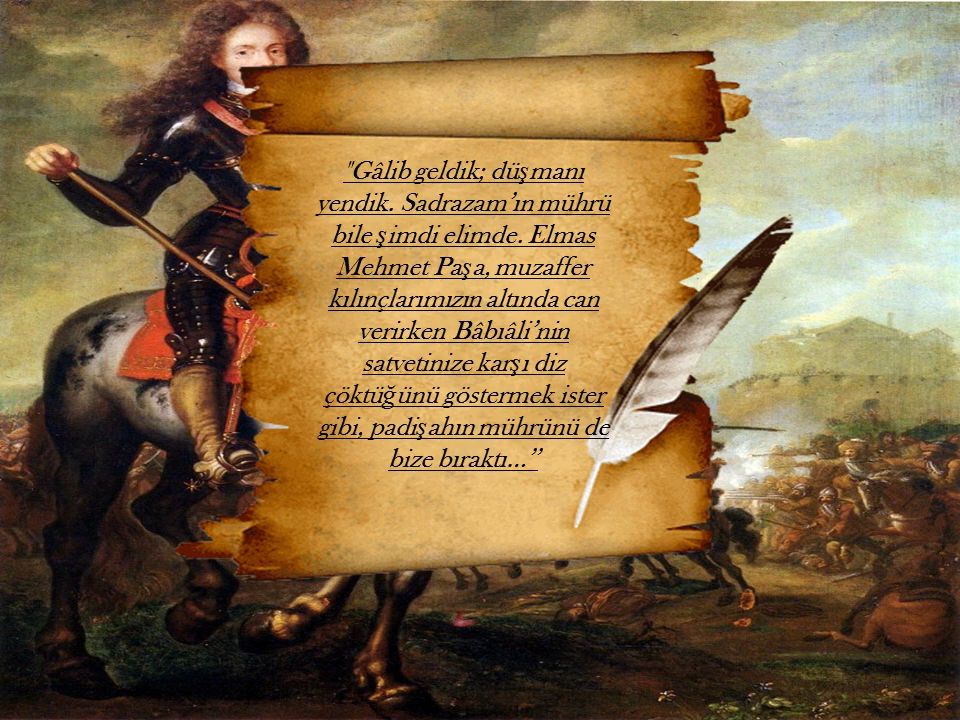 "Gâlib geldik; düşmanı
yendik. Sadrazam’ın mührü
bile şimdi elimde. Elmas
Mehmet Paşa, muzaffer
kılınçlarımızın altında can
verirken Bâbıâli’nin
satvetinize karşı diz
çöktüğünü göstermek ister
gibi, padişahın mührünü de
bize bıraktı...”